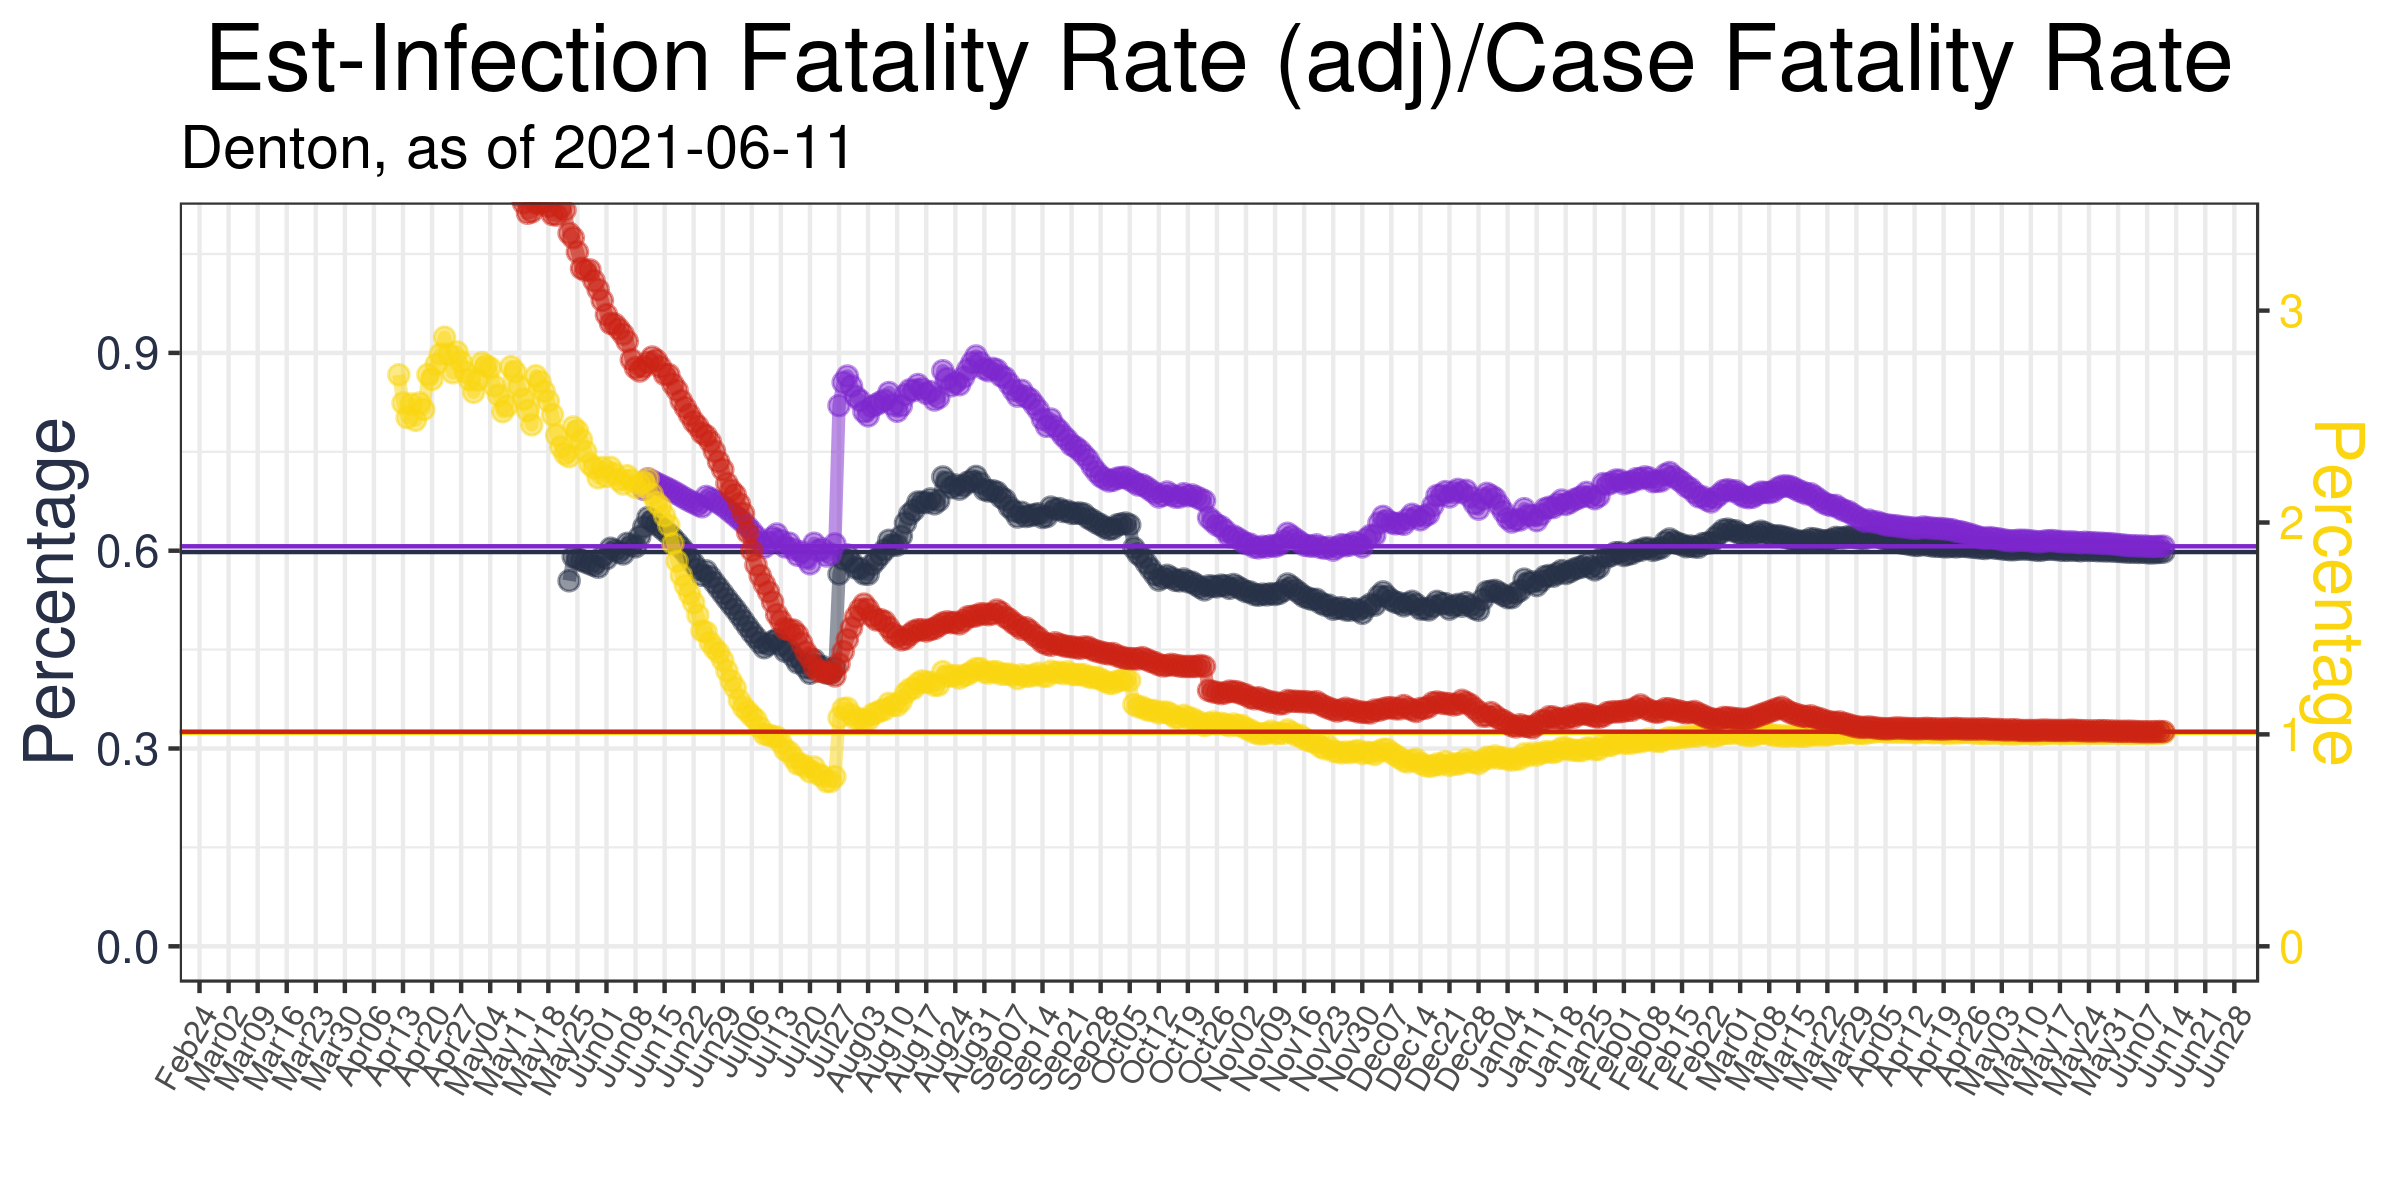 Est-Infection Fatality Rate (adj)/Case Fatality Rate
Denton, as of 2021-06-11
Percentage
0.9
0.6
0.3
0.0
3
2
1
0
Percentage
Feb24
Mar02
Mar09
Mar16
Mar23
Mar30
Apr06
Apr13
Apr20
Apr27
May04
May11
May18
May25
Jun01
Jun08
Jun15
Jun22
Jun29
Jul06
Jul13
Jul20
Jul27
Aug03
Aug10
Aug17
Aug24
Aug31
Sep07
Sep14
Sep21
Sep28
Oct05
Oct12
Oct19
Oct26
Nov02
Nov09
Nov16
Nov23
Nov30
Dec07
Dec14
Dec21
Dec28
Jan04
Jan11
Jan18
Jan25
Feb01
Feb08
Feb15
Feb22
Mar01
Mar08
Mar15
Mar22
Mar29
Apr05
Apr12
Apr19
Apr26
May03
May10
May17
May24
May31
Jun07
Jun14
Jun21
Jun28